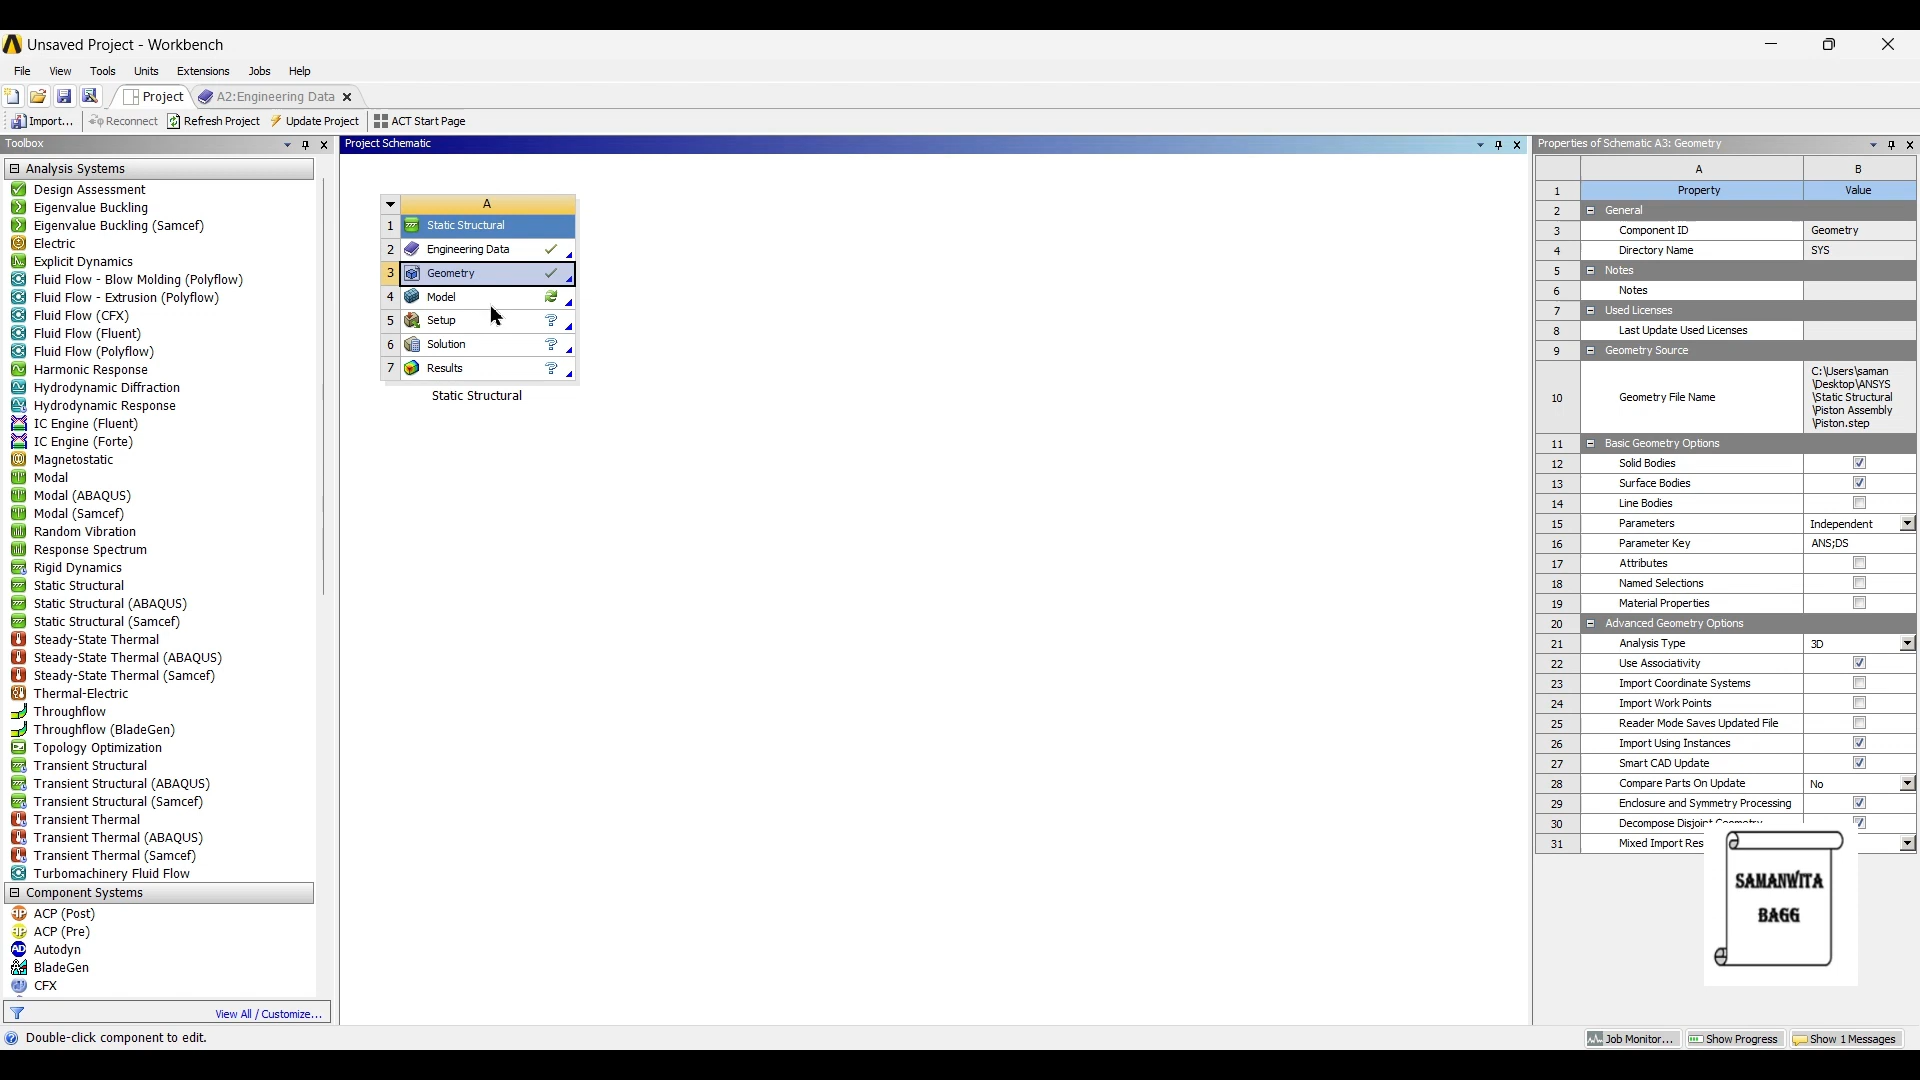 Unsaved Project - Workbench
File View Tools Units Extensions Jobs Help
Project A2:Engineering Data
Import... Reconnect Refresh Project Update Project ACT Start Page
Toolbox
Analysis Systems
Design Assessment
Eigenvalue Buckling
Eigenvalue Buckling (Samcef)
Electric
Explicit Dynamics
Fluid Flow - Blow Molding (Polyflow)
Fluid Flow - Extrusion (Polyflow)
Fluid Flow (CFX)
Fluid Flow (Fluent)
Fluid Flow (Polyflow)
Harmonic Response
Hydrodynamic Diffraction
Hydrodynamic Response
IC Engine (Fluent)
IC Engine (Forte)
Magnetostatic
Modal
Modal (ABAQUS)
Modal (Samcef)
Random Vibration
Response Spectrum
Rigid Dynamics
Static Structural
Static Structural (ABAQUS)
Static Structural (Samcef)
Steady-State Thermal
Steady-State Thermal (ABAQUS)
Steady-State Thermal (Samcef)
Thermal-Electric
Throughflow
Throughflow (BladeGen)
Topology Optimization
Transient Structural
Transient Structural (ABAQUS)
Transient Structural (Samcef)
Transient Thermal
Transient Thermal (ABAQUS)
Transient Thermal (Samcef)
Turbomachinery Fluid Flow
Component Systems
ACP (Post)
ACP (Pre)
Autodyn
BladeGen
CFX
View All / Customize...
Project Schematic
A
1 Static Structural
2 Engineering Data
3 Geometry
4 Model
5 Setup
6 Solution
7 Results
Static Structural
Properties of Schematic A3: Geometry
A B
1 Property Value
2 General
3 Component ID Geometry
4 Directory Name SYS
5 Notes
6 Notes
7 Used Licenses
8 Last Update Used Licenses
9 Geometry Source
10 Geometry File Name C:\Users\saman
\Desktop\ANSYS
\Static Structural
\Piston Assembly
\Piston.step
11 Basic Geometry Options
12 Solid Bodies
13 Surface Bodies
14 Line Bodies
15 Parameters Independent
16 Parameter Key ANS;DS
17 Attributes
18 Named Selections
19 Material Properties
20 Advanced Geometry Options
21 Analysis Type 3D
22 Use Associativity
23 Import Coordinate Systems
24 Import Work Points
25 Reader Mode Saves Updated File
26 Import Using Instances
27 Smart CAD Update
28 Compare Parts On Update No
29 Enclosure and Symmetry Processing
30 Decompose Disjoint Geometry
31 Mixed Import Res
SAMANWITA
BAGG
Double-click component to edit.
Job Monitor... Show Progress Show 1 Messages